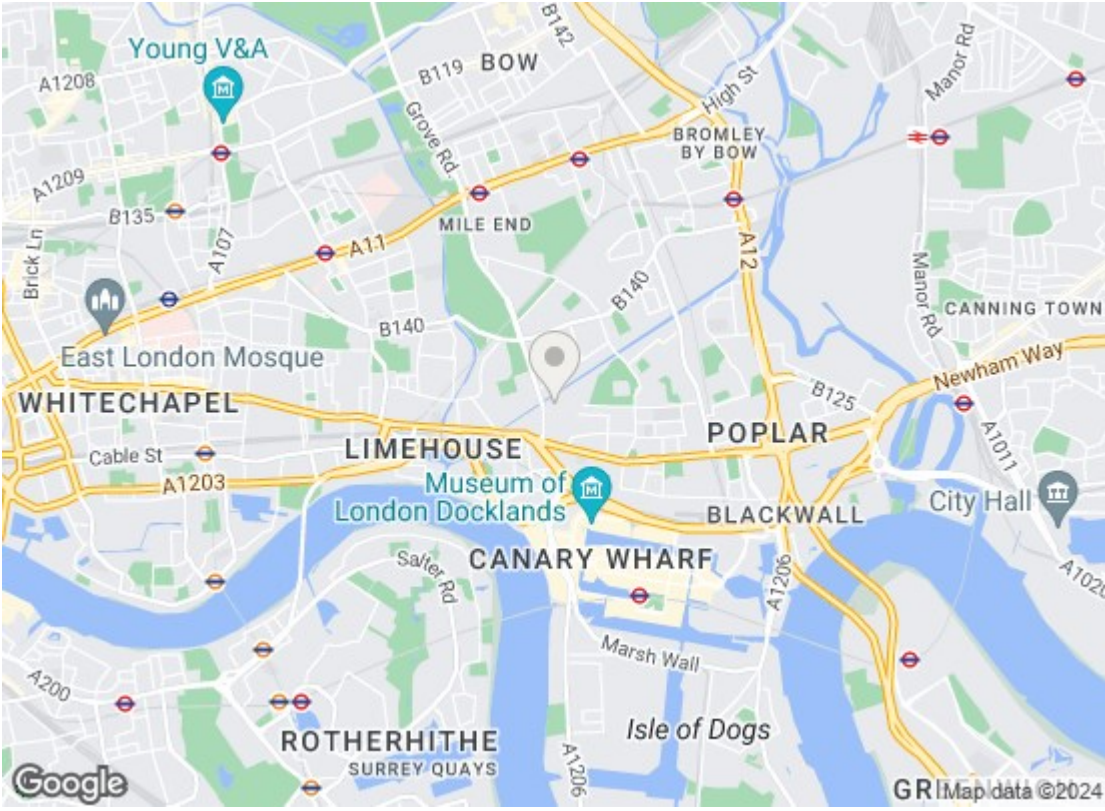 Young V&A
B142
BOW
B119
A1208
Manor Rd
High St
Grove Rd
BROMLEY
BY BOW
A1209
B135
MILE END
A107
A11
A12
Brick Ln
B140
B140
Manor Rd
CANNING TOWN
East London Mosque
Newham Way
WHITECHAPEL
B125
LIMEHOUSE
POPLAR
Cable St
A1203
A1011
Museum of
London Docklands
City Hall
BLACKWALL
CANARY WHARF
Salter Rd
A1206
A1020
Marsh Wall
A200
Isle of Dogs
ROTHERHITHE
SURREY QUAYS
A1206
Google
Map data ©2024